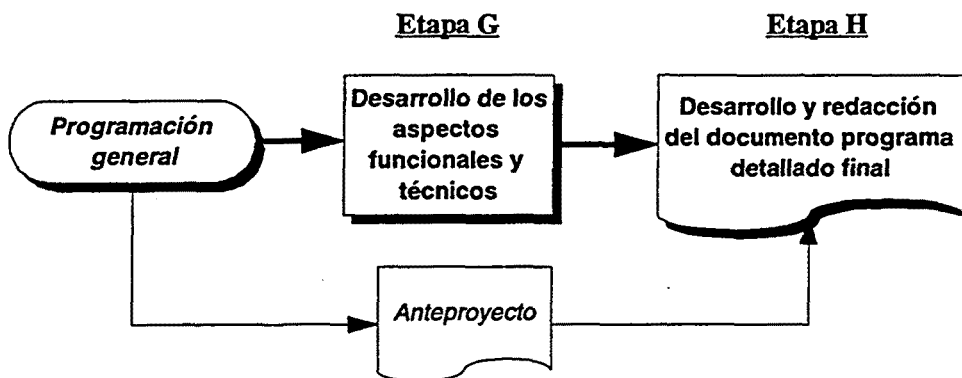 Etapa G
Etapa H
Programación
general
Desarrollo de los
aspectos
funcionales y
técnicos
Desarrollo y redacción
del documento programa
detallado final
Anteproyecto